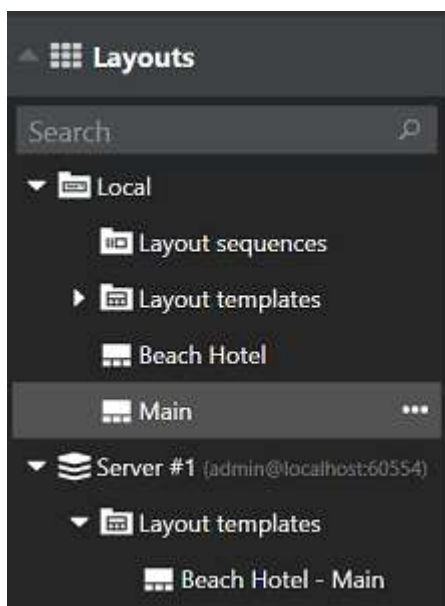 Layouts
Search
Local
Layout sequences
Layout templates
Beach Hotel
Main
Server #1 (admin@localhost:60554)
Layout templates
Beach Hotel - Main